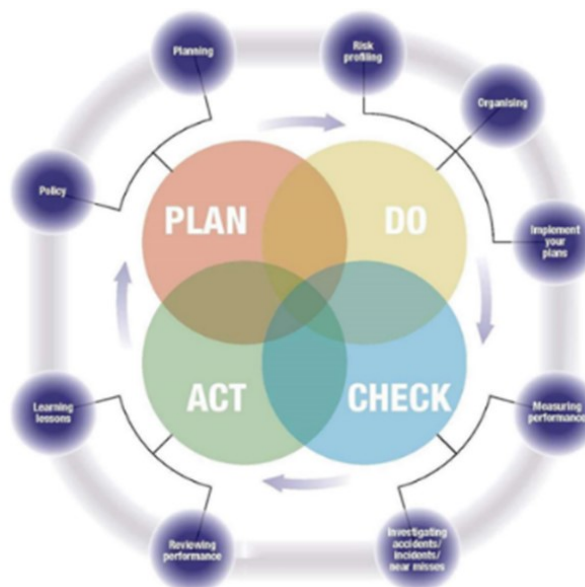 Planning
Risk
profiling
Organising
Policy
PLAN
DO
Implement
your
plans
ACT
CHECK
Learning
lessons
Measuring
performance
Reviewing
performance
Investigating
accidents/
incidents/
near misses